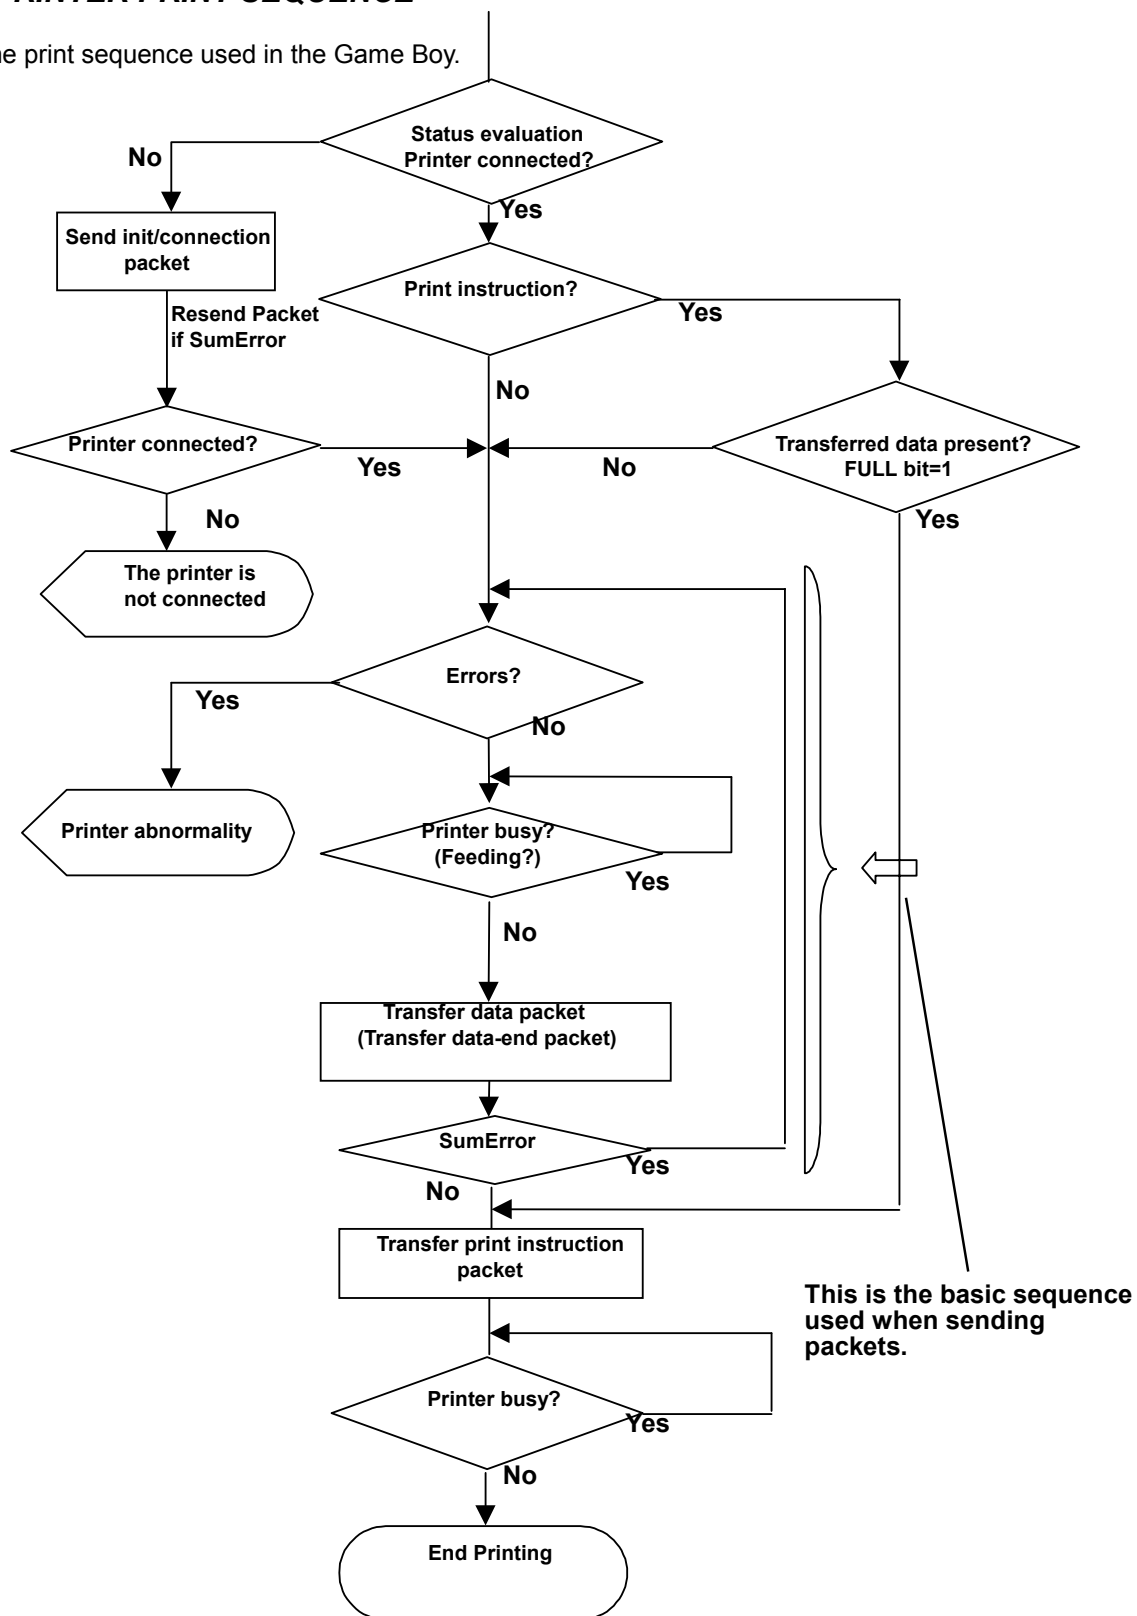 RINTER PRINT SEQUENCE
he print sequence used in the Game Boy.
Status evaluation
Printer connected?
No
Yes
Send init/connection
packet
Print instruction?
Yes
Resend Packet
if SumError
No
Printer connected?
Yes
No
Transferred data present?
FULL bit=1
No
Yes
The printer is
not connected
Errors?
Yes
No
Printer abnormality
Printer busy?
(Feeding?)
Yes
No
Transfer data packet
(Transfer data-end packet)
SumError
Yes
No
Transfer print instruction
packet
This is the basic sequence
used when sending
packets.
Printer busy?
Yes
No
End Printing